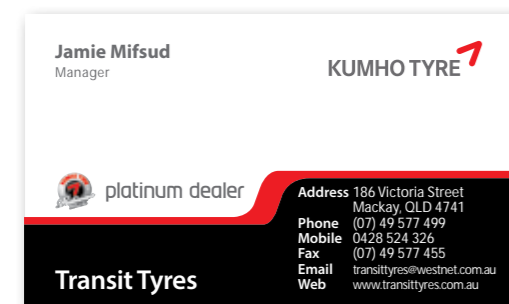 Jamie Mifsud
Manager
KUMHO TYRE
platinum dealer
Transit Tyres
Address 186 Victoria Street
Mackay, QLD 4741
Phone (07) 49 577 499
Mobile 0428 524 326
Fax (07) 49 577 455
Email transittyres@westnet.com.au
Web www.transittyres.com.au